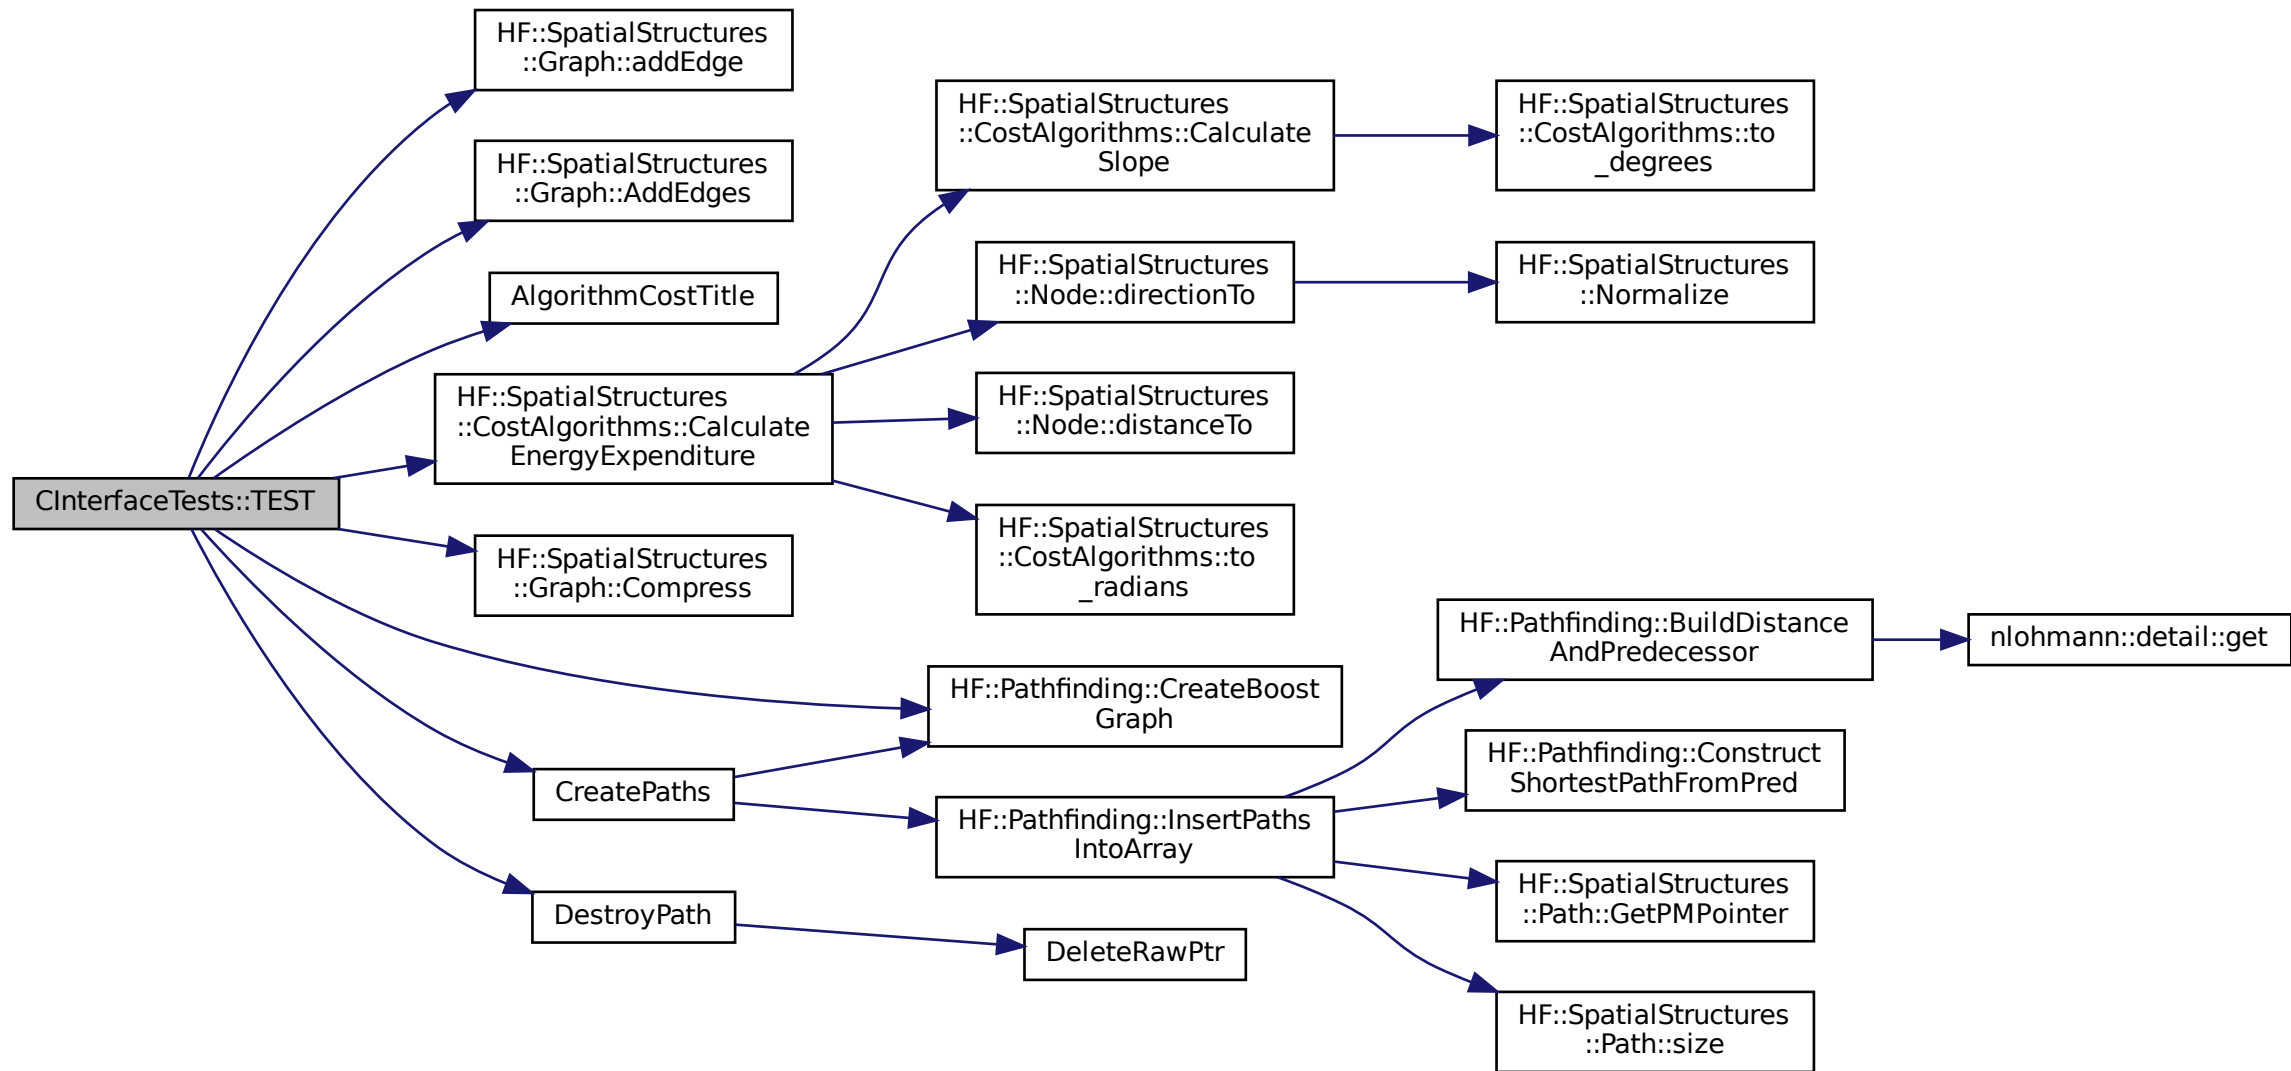 HF::SpatialStructures
::Graph::addEdge
HF::SpatialStructures
::Graph::AddEdges
AlgorithmCostTitle
HF::SpatialStructures
::CostAlgorithms::Calculate
EnergyExpenditure
CInterfaceTests::TEST
HF::SpatialStructures
::Graph::Compress
CreatePaths
DestroyPath
HF::SpatialStructures
::CostAlgorithms::Calculate
Slope
HF::SpatialStructures
::Node::directionTo
HF::SpatialStructures
::Node::distanceTo
HF::SpatialStructures
::CostAlgorithms::to
_radians
HF::Pathfinding::CreateBoost
Graph
HF::Pathfinding::InsertPaths
IntoArray
DeleteRawPtr
HF::SpatialStructures
::CostAlgorithms::to
_degrees
HF::SpatialStructures
::Normalize
HF::Pathfinding::BuildDistance
AndPredecessor
HF::Pathfinding::Construct
ShortestPathFromPred
HF::SpatialStructures
::Path::GetPMPointer
HF::SpatialStructures
::Path::size
nlohmann::detail::get